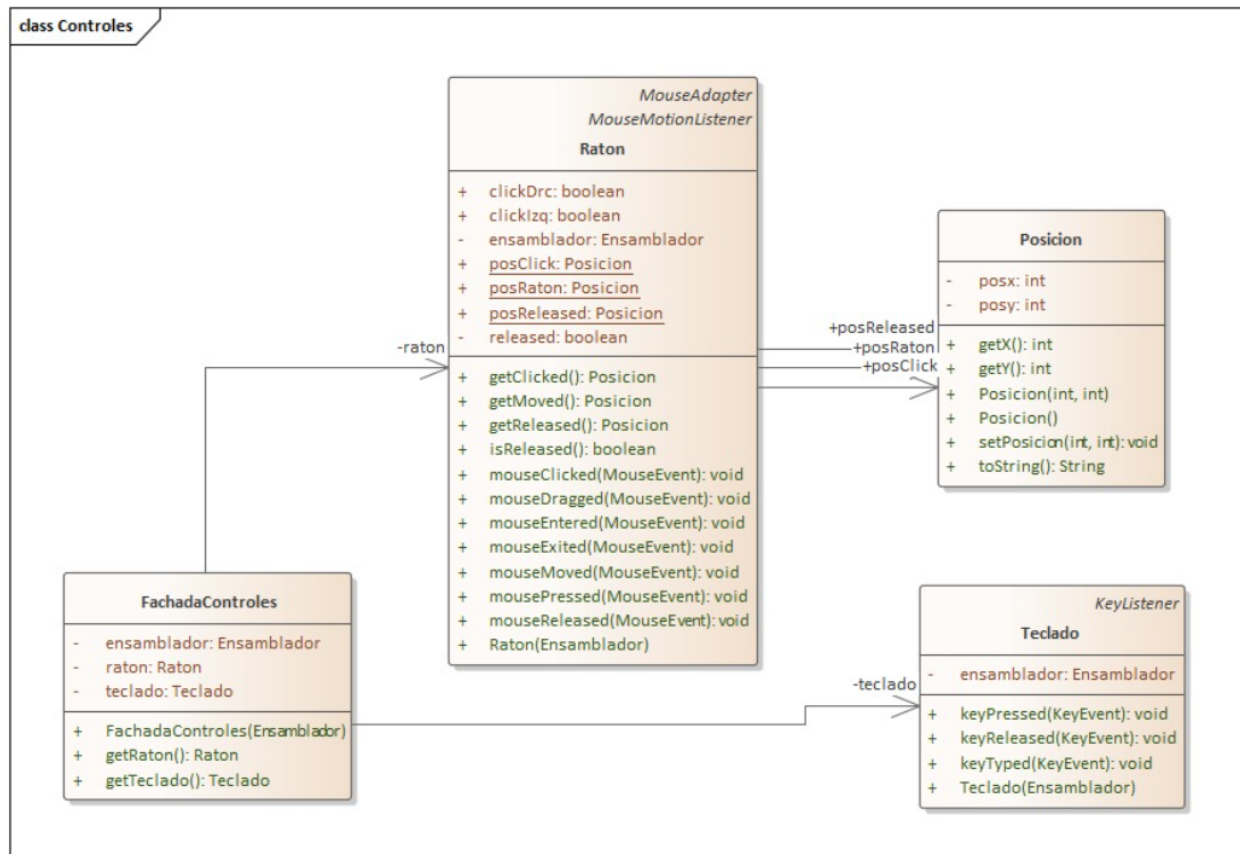 class Controles
MouseAdapter
MouseMotionListener
Raton
+ clickDrc: boolean
+ clickIzq: boolean
- ensamblador: Ensamblador
+ posClick: Posicion
+ posRaton: Posicion
+ posReleased: Posicion
- released: boolean
+ getClicked(): Posicion
+ getMoved(): Posicion
+ getReleased(): Posicion
+ isReleased(): boolean
+ mouseClicked(MouseEvent): void
+ mouseDragged(MouseEvent): void
+ mouseEntered(MouseEvent): void
+ mouseExited(MouseEvent): void
+ mouseMoved(MouseEvent): void
+ mousePressed(MouseEvent): void
+ mouseReleased(MouseEvent): void
+ Raton(Ensamblador)
Posicion
- posx: int
- posy: int
+ getX(): int
+ getY(): int
+ Posicion(int, int)
+ Posicion()
+ setPosicion(int, int): void
+ toString(): String
+posReleased
+posRaton
+posClick
-raton
FachadaControles
- ensamblador: Ensamblador
- raton: Raton
- teclado: Teclado
+ FachadaControles(Ensamblador)
+ getRaton(): Raton
+ getTeclado(): Teclado
-teclado
KeyListener
Teclado
- ensamblador: Ensamblador
+ keyPressed(KeyEvent): void
+ keyReleased(KeyEvent): void
+ keyTyped(KeyEvent): void
+ Teclado(Ensamblador)